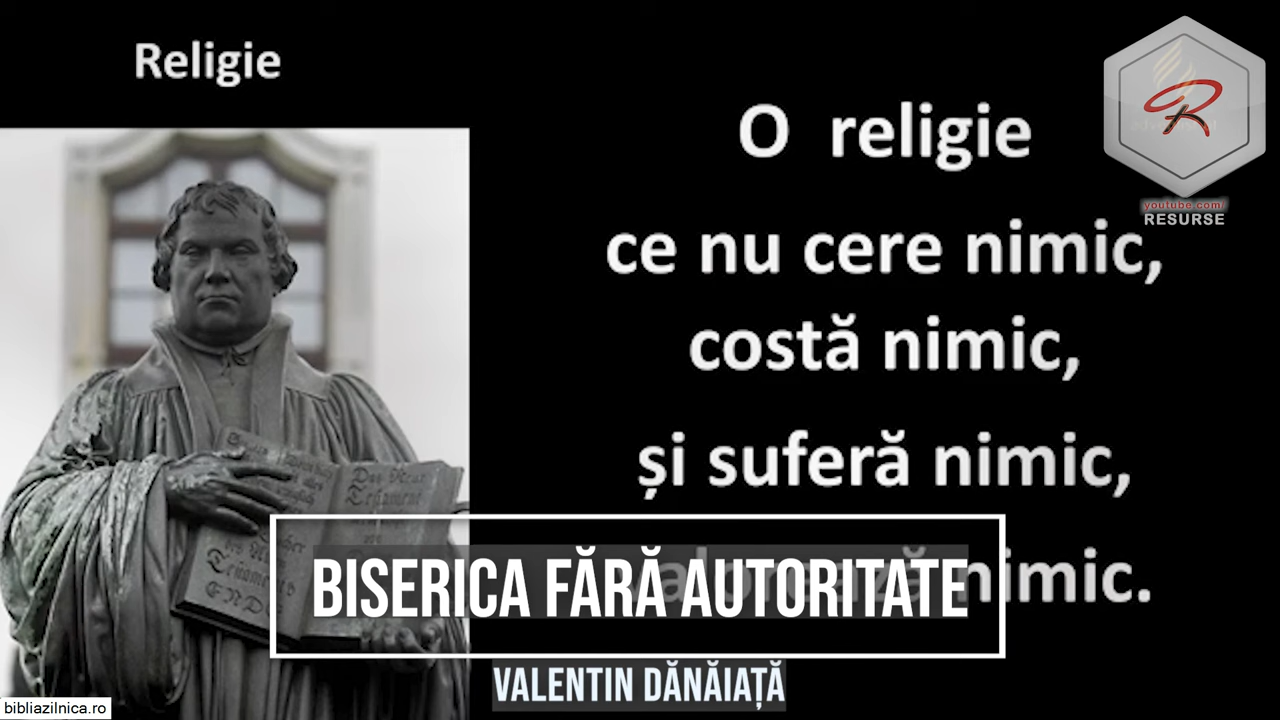 Religie
O religie
ce nu cere nimic,
costă nimic,
și suferă nimic,
nimic.
youtube.com/
RESURSE
BISERICA FĂRĂ AUTORITATE
VALENTIN DĂNĂIAȚĂ
bibliazilnica.ro